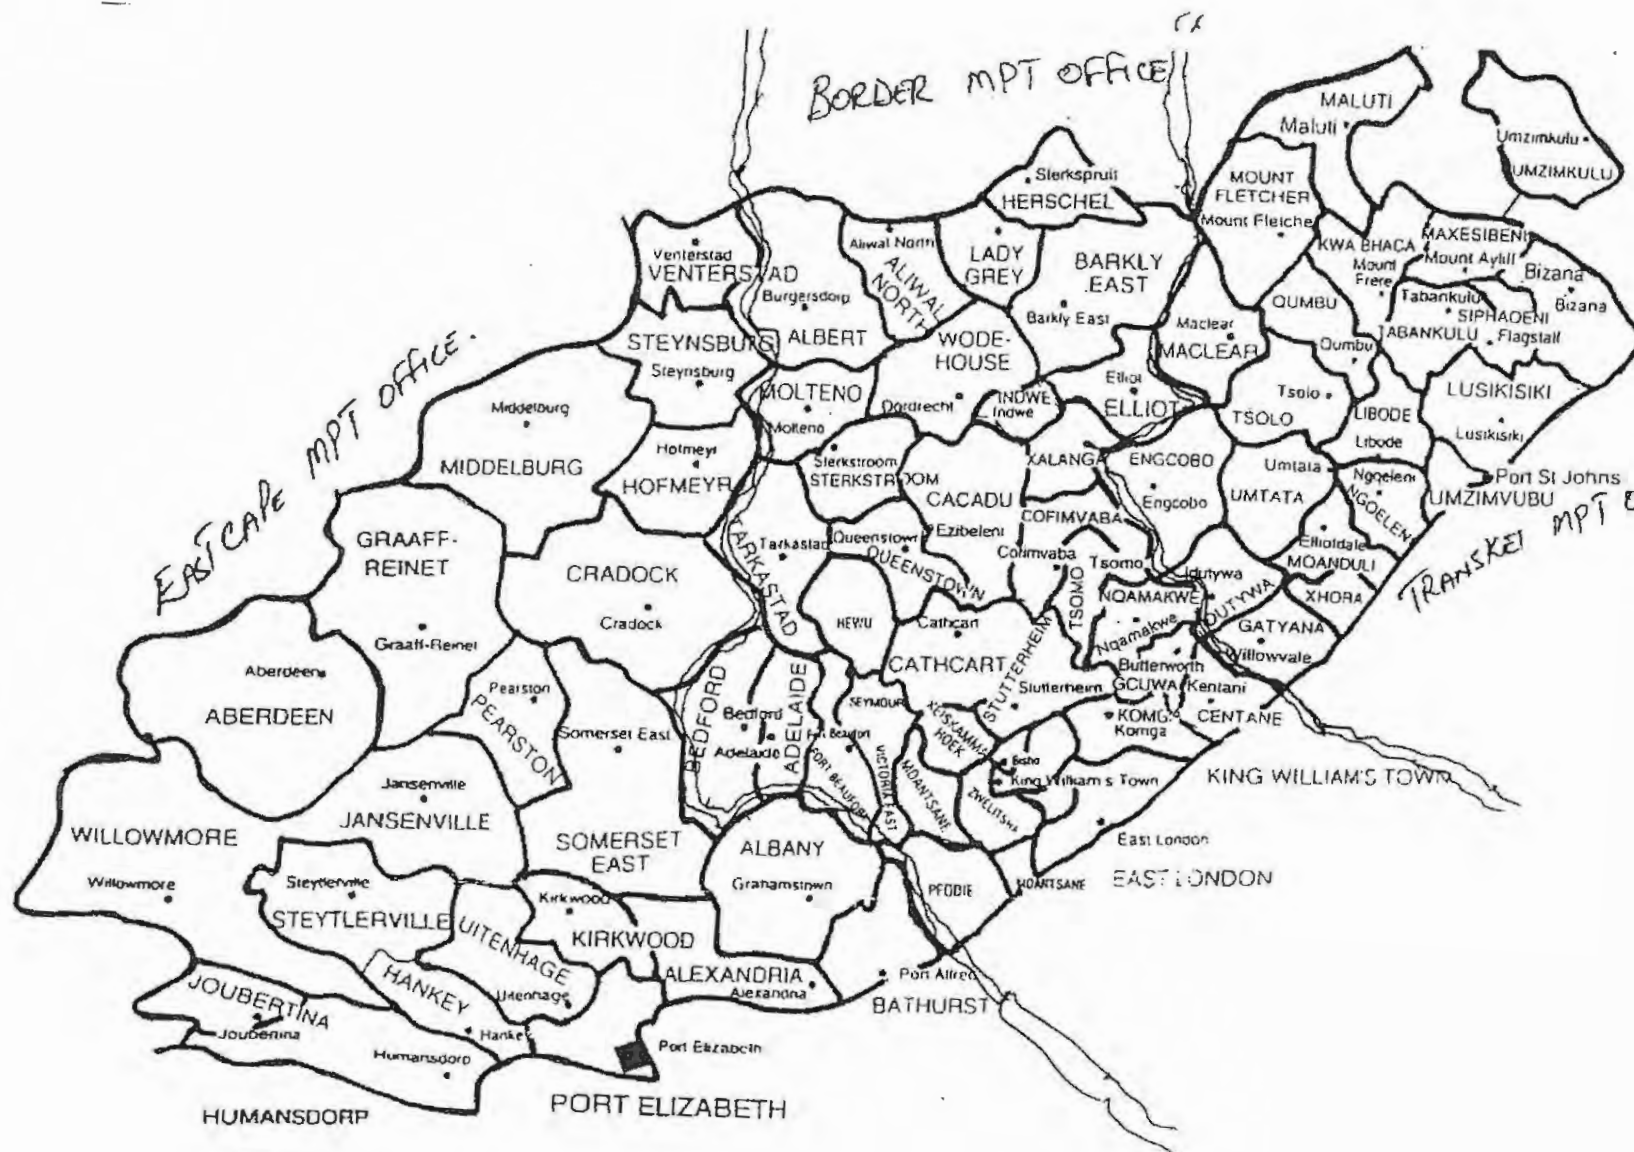 BORDER MPT OFFICE
EAST CAPE MPT OFFICE.
TRANSKEI MPT
MALUTI
Maluti
Umzimkulu
UMZIMKULU
Sterkspruit
HERSCHEL
MOUNT
FLETCHER
Mount Fletche
Venterstad
VENTERSTAD
Burgersdorp
ALBERT
Aliwal North
ALIWAL
NORTH
LADY
GREY
BARKLY
EAST
Barkly East
KWA BHACA
Mount
Frere
MAXESIBENI
Mount Ayliff
Bizana
Bizana
Tabankulu
SIPHAOENI
TABANKULU
Flagstaff
QUMBU
Qumbu
STEYNSBURG
Steynsburg
WODE-
HOUSE
Dordrecht
Maclear
MACLEAR
Elliot
ELLIOT
INDWE
Indwe
MOLTENO
Molteno
Tsolo
TSOLO
LIBODE
Libode
LUSIKISIKI
Lusikisiki
Middelburg
MIDDELBURG
Hofmeyr
HOFMEYR
Sterkstroom
STERKSTROOM
CACADU
XALANGA
ENGCOBO
Engcobo
Umtata
UMTATA
Ngqeleni
NGQELENI
Port St Johns
UMZIMVUBU
GRAAFF-
REINET
Graaff-Reinet
CRADOCK
Cradock
TARKASTAD
Tarkastad
Queenstown
QUEENSTOWN
Ezibeleni
COFIMVABA
Cofimvaba
Tsomo
TSOMO
Idutywa
IDUTYWA
Elliotdale
MOANDULI
XHORA
NQAMAKWE
Nqamakwe
GATYANA
Willowvale
HEWU
Cathcart
CATHCART
STUTTERHEIM
Stutterheim
Butterworth
GCUWA
Kentani
CENTANE
Aberdeen
ABERDEEN
Pearston
PEARSTON
Somerset East
SOMERSET
EAST
BEDFORD
Bedford
Adelaide
ADELAIDE
SEYMOUR
Fort Beaufort
FORT BEAUFORT
VICTORIA EAST
KEISKAMMA
HOEK
MDANTSANE
ZWELITSHA
Bisho
King William's Town
KING WILLIAM'S TOWN
KOMGA
Komga
East London
EAST LONDON
MDANTSANE
PEDDIE
Jansenville
JANSENVILLE
WILLOWMORE
Willowmore
Steytlerville
STEYTLERVILLE
UITENHAGE
Uitenhage
Kirkwood
KIRKWOOD
ALBANY
Grahamstown
ALEXANDRIA
Alexandria
Port Alfred
BATHURST
JOUBERTINA
Joubertina
HANKEY
Hanke
Humansdorp
HUMANSDORP
Port Elizabeth
PORT ELIZABETH